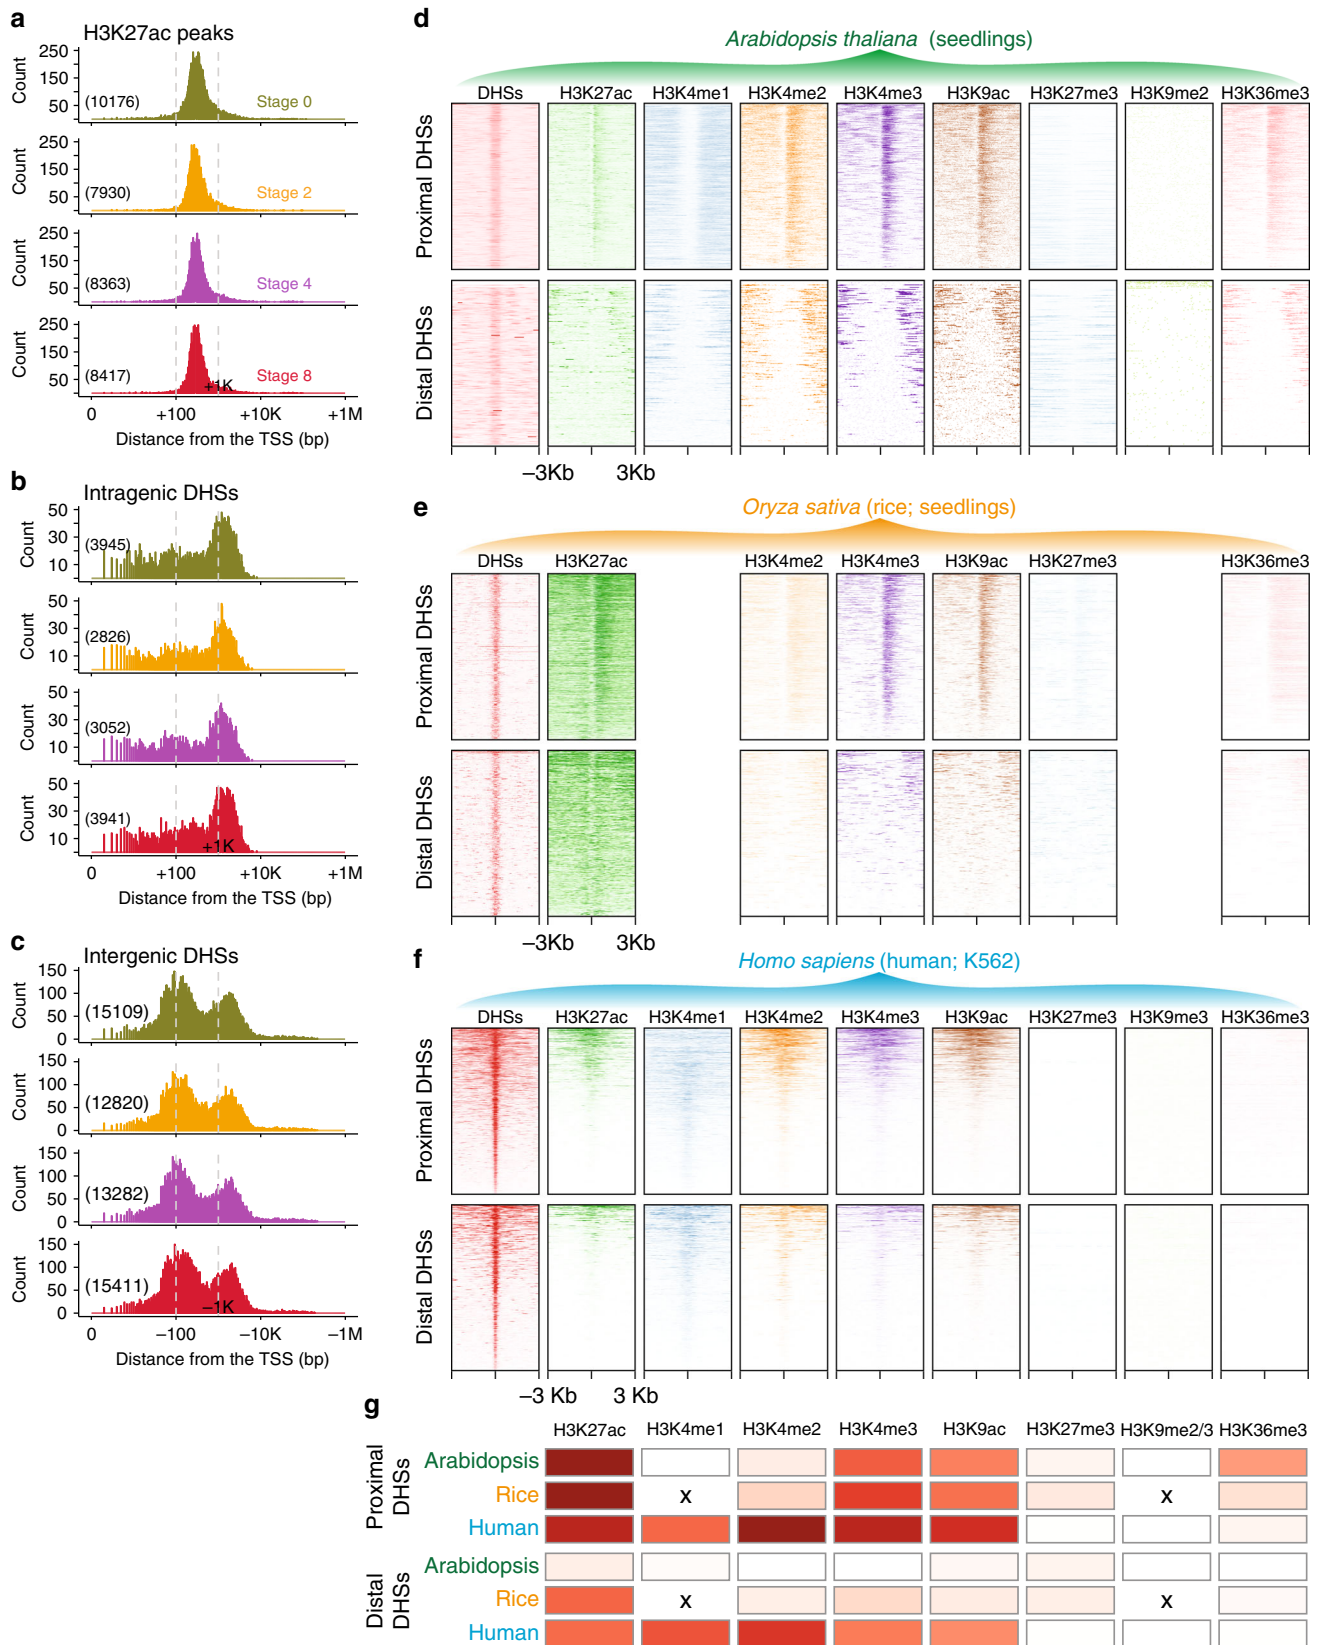 a
H3K27ac peaks
Count
250
150
50
(10176)
Stage 0
Count
250
150
50
(7930)
Stage 2
Count
250
150
50
(8363)
Stage 4
Count
250
150
50
(8417)
Stage 8
+1K
0 +100 +10K +1M
Distance from the TSS (bp)
b
Intragenic DHSs
Count
50
30
10
(3945)
Count
50
30
10
(2826)
Count
50
30
10
(3052)
Count
50
30
10
(3941)
+1K
0 +100 +10K +1M
Distance from the TSS (bp)
c
Intergenic DHSs
Count
150
100
50
0
(15109)
Count
150
100
50
0
(12820)
Count
150
100
50
0
(13282)
Count
150
100
50
0
(15411)
−1K
0 −100 −10K −1M
Distance from the TSS (bp)
d
Arabidopsis thaliana (seedlings)
DHSs H3K27ac H3K4me1 H3K4me2 H3K4me3 H3K9ac H3K27me3 H3K9me2 H3K36me3
Proximal DHSs
Distal DHSs
−3Kb 3Kb
e
Oryza sativa (rice; seedlings)
DHSs H3K27ac H3K4me2 H3K4me3 H3K9ac H3K27me3 H3K36me3
Proximal DHSs
Distal DHSs
−3Kb 3Kb
f
Homo sapiens (human; K562)
DHSs H3K27ac H3K4me1 H3K4me2 H3K4me3 H3K9ac H3K27me3 H3K9me3 H3K36me3
Proximal DHSs
Distal DHSs
−3 Kb 3 Kb
g
H3K27ac H3K4me1 H3K4me2 H3K4me3 H3K9ac H3K27me3 H3K9me2/3 H3K36me3
Proximal
DHSs
Arabidopsis
Rice x x
Human
Distal
DHSs
Arabidopsis
Rice x x
Human